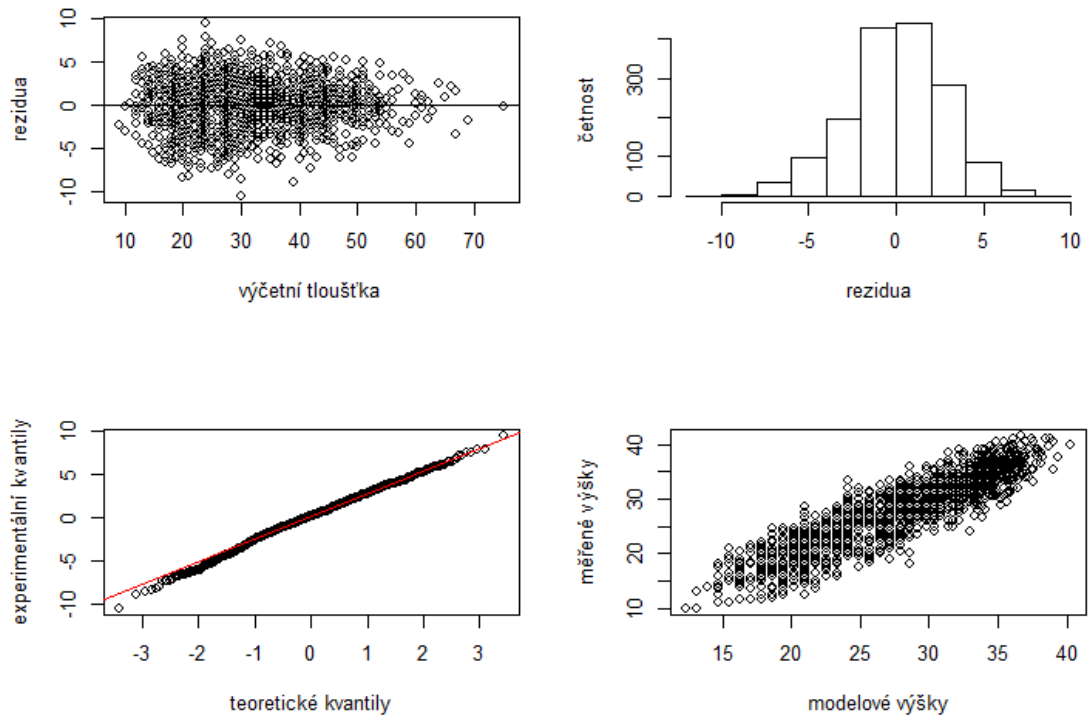 rezidua
-10 -5 0 5 10
10 20 30 40 50 60 70
výčetní tloušťka
četnost
0 100 300
-10 -5 0 5 10
rezidua
experimentální kvantily
-10 -5 0 5 10
-3 -2 -1 0 1 2 3
teoretické kvantily
měřené výšky
10 20 30 40
15 20 25 30 35 40
modelové výšky